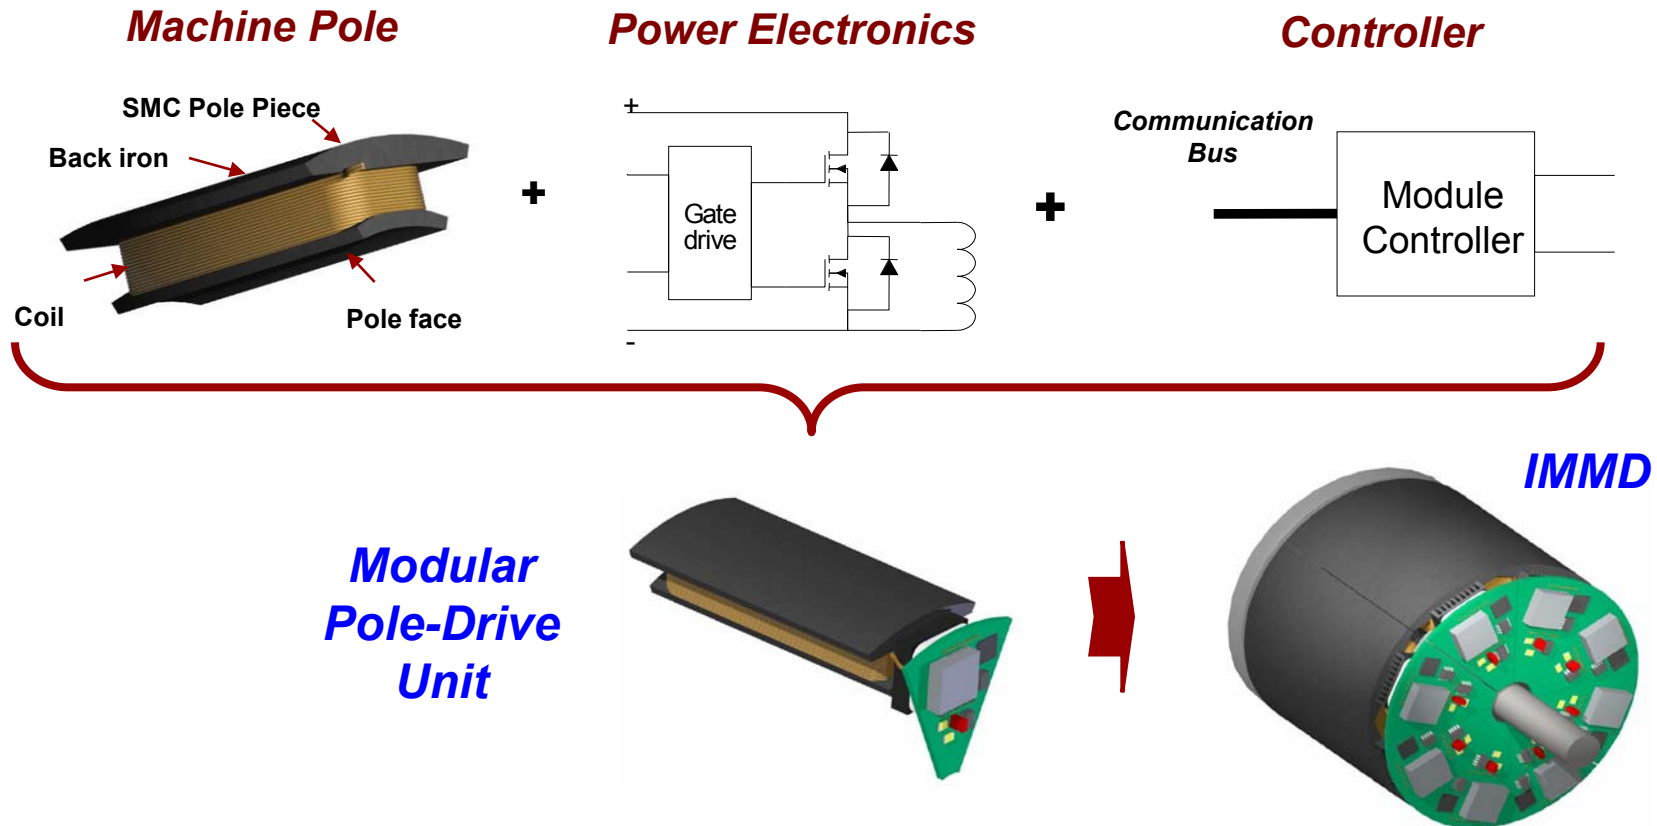 Machine Pole
Power Electronics
Controller
SMC Pole Piece
Back iron
Coil
Pole face
+
+
Gate
drive
-
+
Communication
Bus
Module
Controller
IMMD
Modular
Pole-Drive
Unit